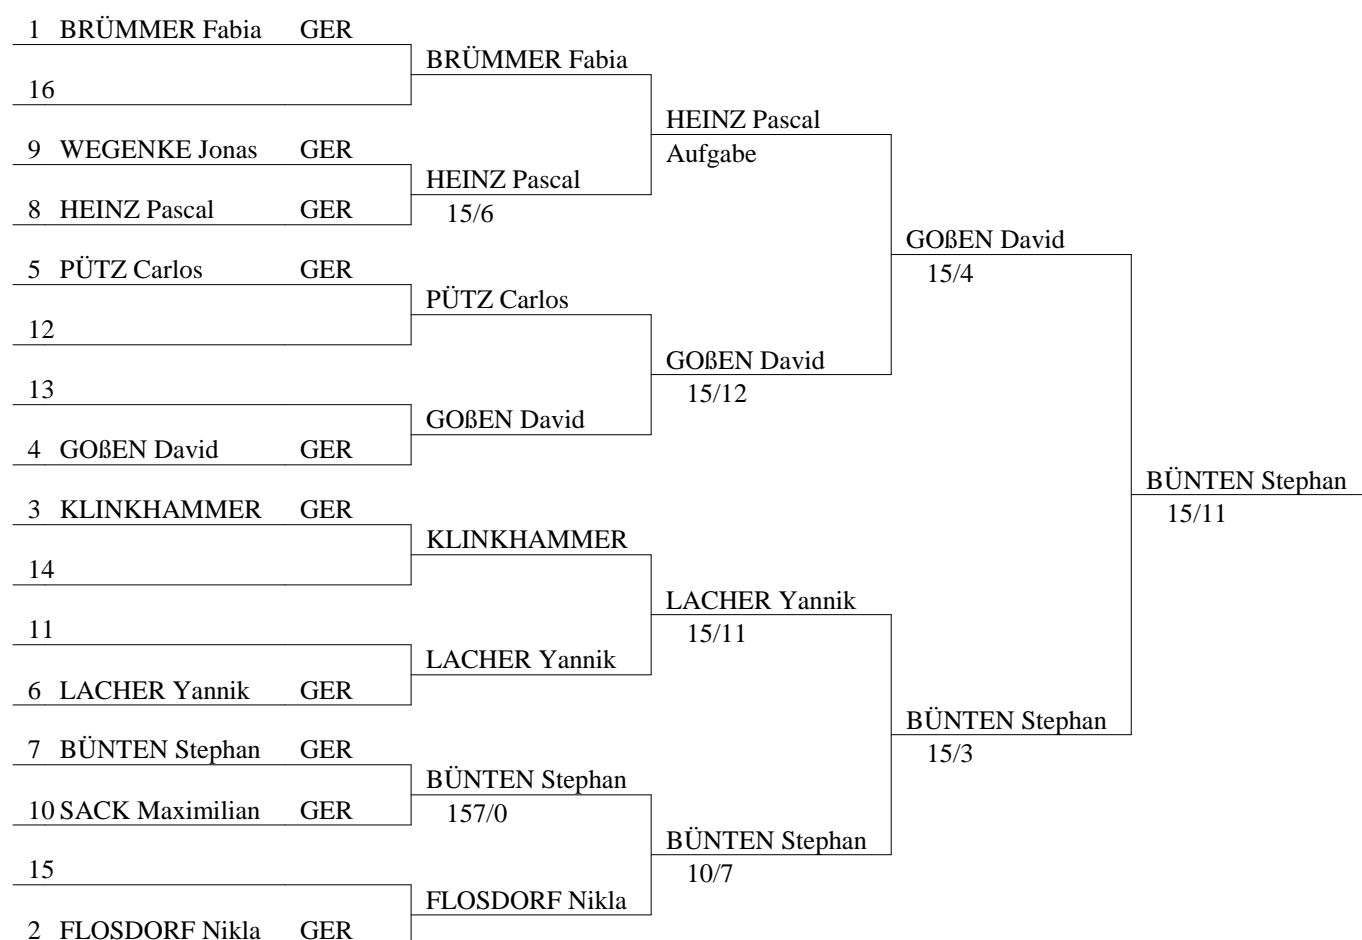 1 BRÜMMER Fabia GER
BRÜMMER Fabia
16
HEINZ Pascal
9 WEGENKE Jonas GER
Aufgabe
HEINZ Pascal
8 HEINZ Pascal GER
15/6
GOßEN David
5 PÜTZ Carlos GER
15/4
PÜTZ Carlos
12
GOßEN David
13
15/12
GOßEN David
4 GOßEN David GER
BÜNTEN Stephan
3 KLINKHAMMER GER
15/11
KLINKHAMMER
14
LACHER Yannik
11
15/11
LACHER Yannik
6 LACHER Yannik GER
BÜNTEN Stephan
7 BÜNTEN Stephan GER
15/3
BÜNTEN Stephan
10 SACK Maximilian GER
157/0
BÜNTEN Stephan
15
10/7
FLOSDORF Nikla
2 FLOSDORF Nikla GER